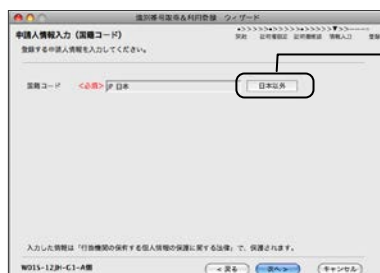 識別番号取得&利用登録 ウィザード
申請人情報入力（国籍コード）
登録する申請人情報を入力してください。
国籍コード <必須> JP 日本 日本以外
入力した情報は「行政機関の保有する個人情報の保護に関する法律」で、保護されます。
W01S-12JH-G1-A個 < 戻る 次へ > キャンセル